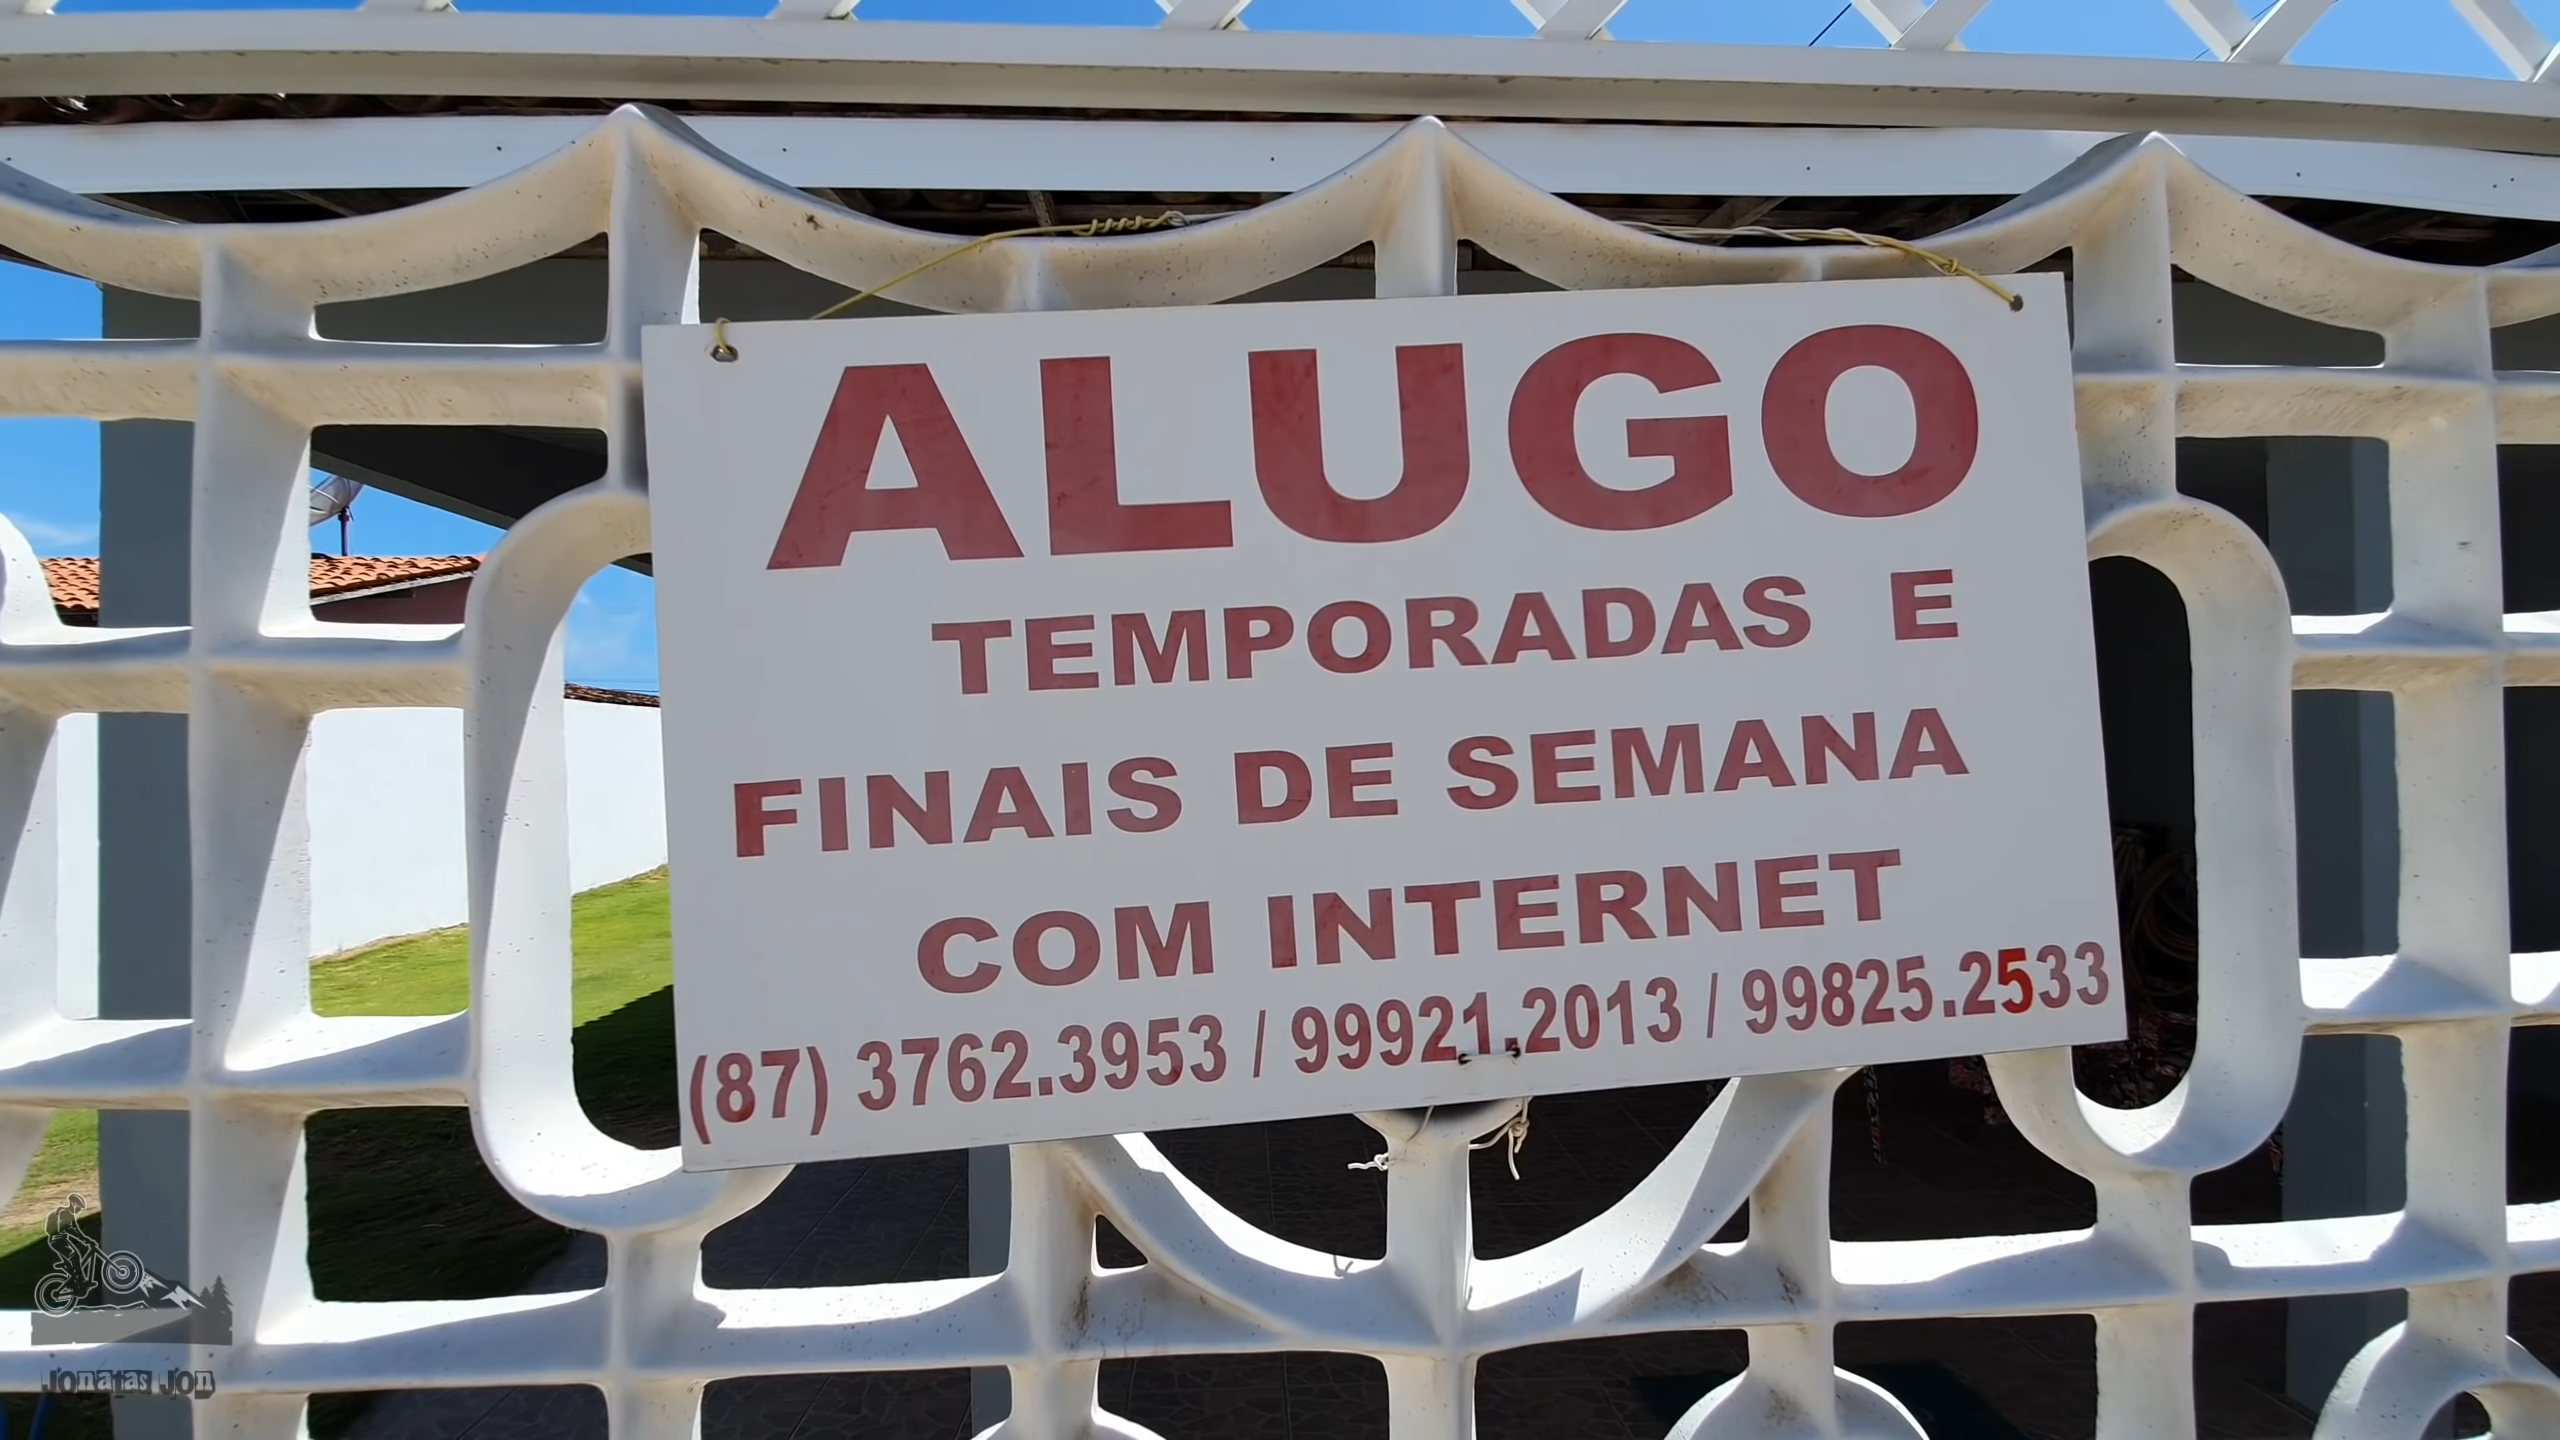 ALUGO
TEMPORADAS E
FINAIS DE SEMANA
COM INTERNET
(87) 3762.3953 / 99921.2013 / 99825.2533
Jonatas Jon